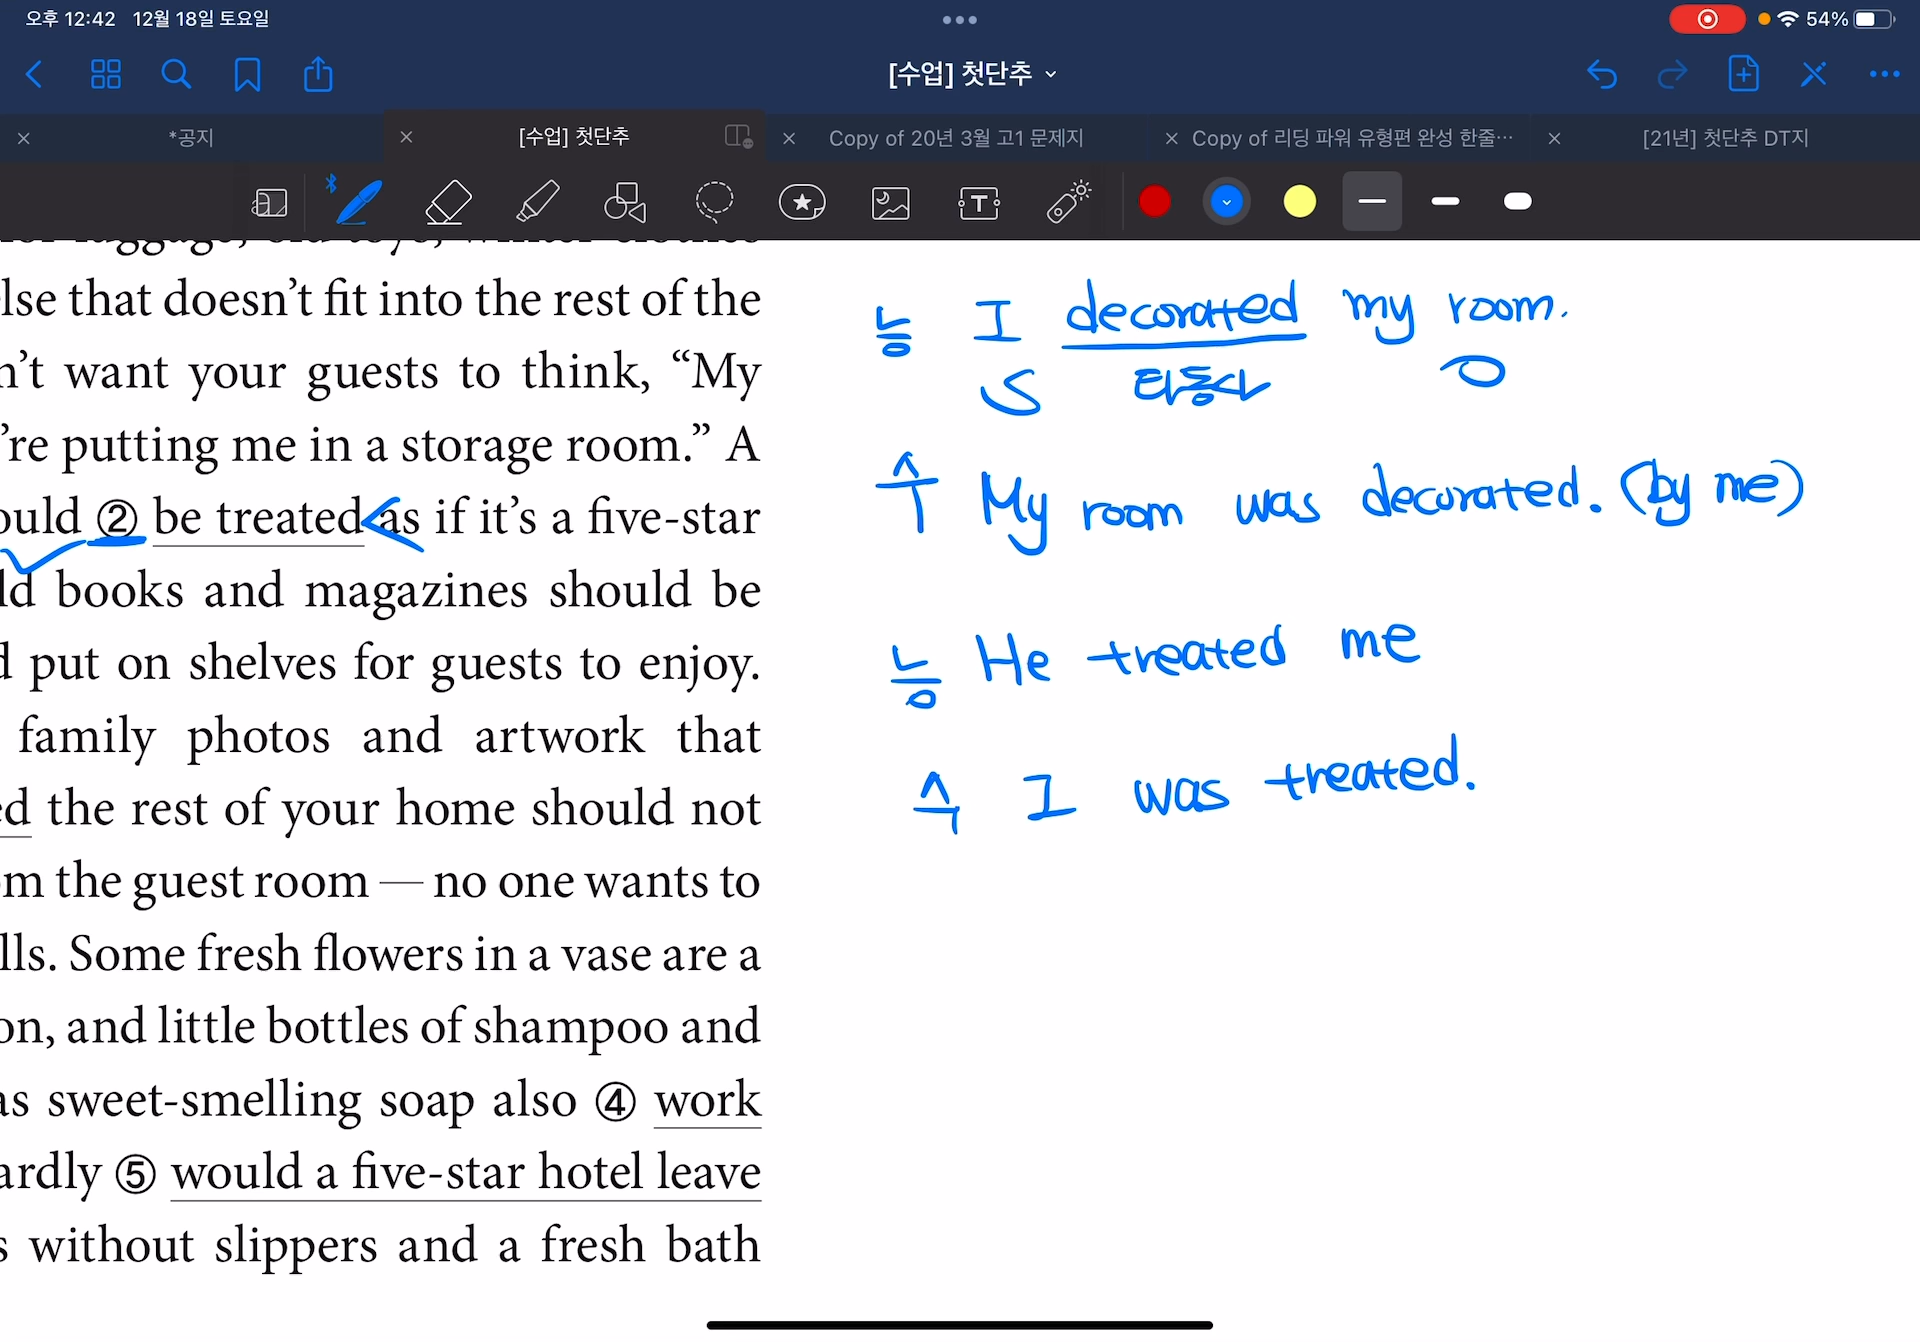 오후 12:42 12월 18일 토요일
54%
[수업] 첫단추
*공지
[수업] 첫단추
Copy of 20년 3월 고1 문제지
Copy of 리딩 파워 유형편 완성 한줄…
[21년] 첫단추 DT지
lse that doesn't fit into the rest of the
n't want your guests to think, “My
're putting me in a storage room.” A
ould ② be treated as if it's a five-star
ld books and magazines should be
d put on shelves for guests to enjoy.
family photos and artwork that
ed the rest of your home should not
om the guest room — no one wants to
lls. Some fresh flowers in a vase are a
on, and little bottles of shampoo and
as sweet-smelling soap also ④ work
ardly ⑤ would a five-star hotel leave
s without slippers and a fresh bath
능 I decorated my room.
S 타동사 O
수 My room was decorated. (by me)
능 He treated me
수 I was treated.